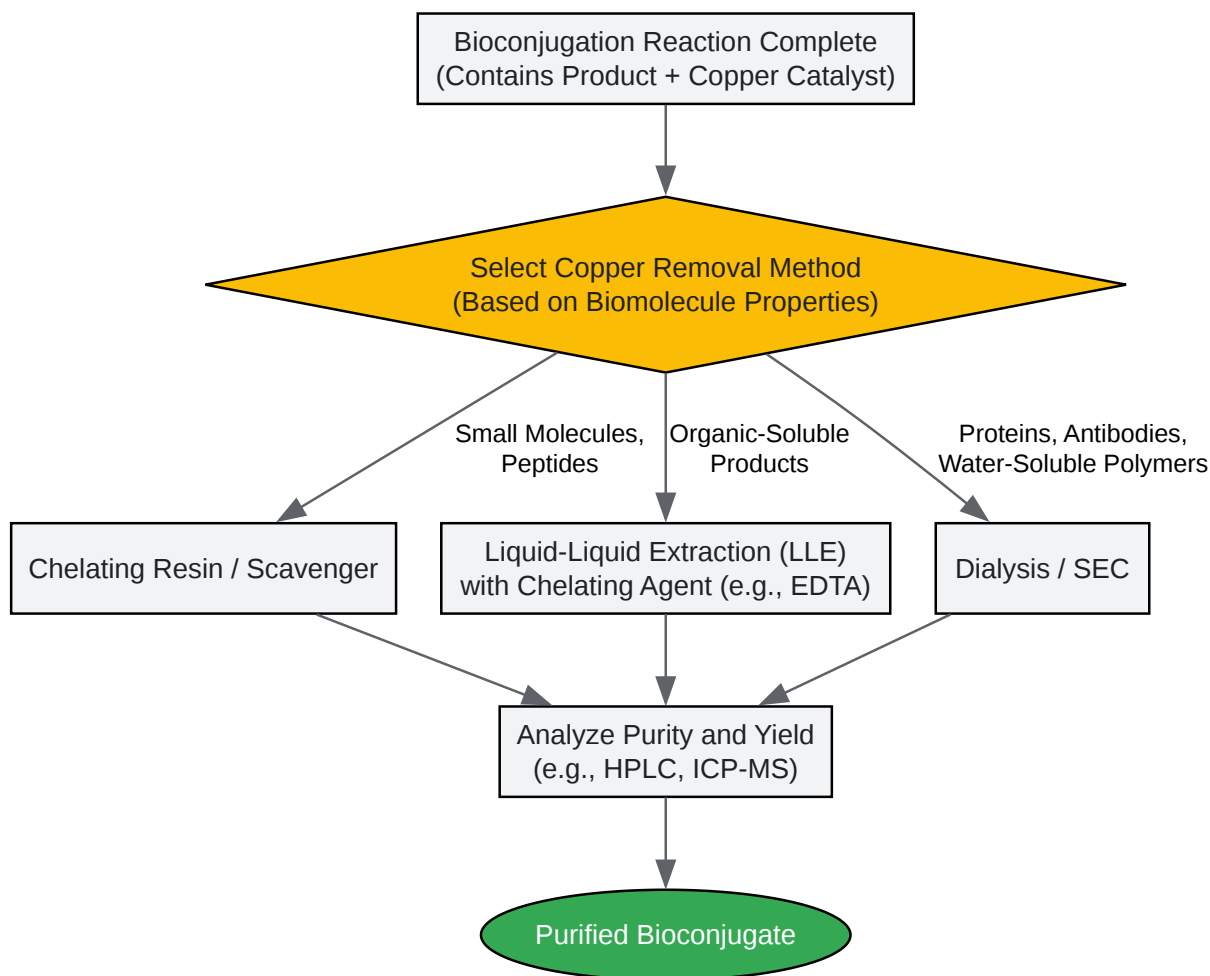 Bioconjugation Reaction Complete
(Contains Product + Copper Catalyst)
Select Copper Removal Method
(Based on Biomolecule Properties)
Small Molecules,
Peptides
Organic-Soluble
Products
Proteins, Antibodies,
Water-Soluble Polymers
Chelating Resin / Scavenger
Liquid-Liquid Extraction (LLE)
with Chelating Agent (e.g., EDTA)
Dialysis / SEC
Analyze Purity and Yield
(e.g., HPLC, ICP-MS)
Purified Bioconjugate